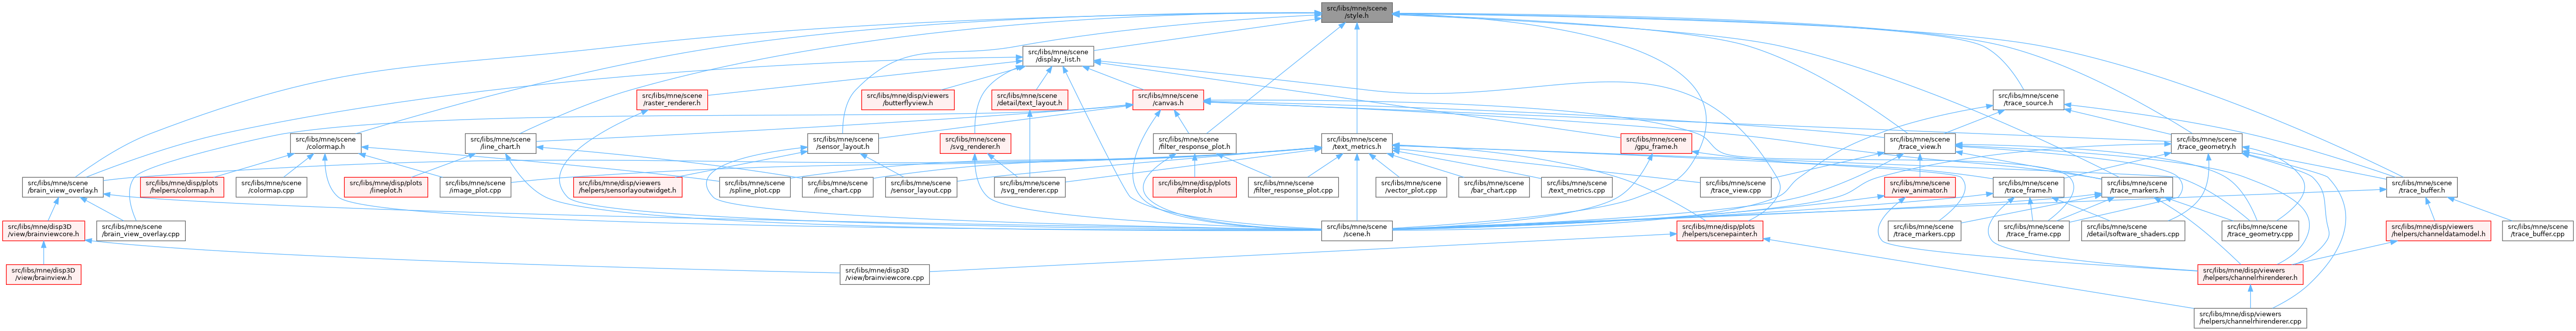 src/libs/mne/scene
/style.h
src/libs/mne/scene
/display_list.h
src/libs/mne/scene
/raster_renderer.h
src/libs/mne/disp/viewers
/butterflyview.h
src/libs/mne/scene
/detail/text_layout.h
src/libs/mne/scene
/canvas.h
src/libs/mne/scene
/trace_source.h
src/libs/mne/scene
/colormap.h
src/libs/mne/scene
/line_chart.h
src/libs/mne/scene
/sensor_layout.h
src/libs/mne/scene
/svg_renderer.h
src/libs/mne/scene
/filter_response_plot.h
src/libs/mne/scene
/text_metrics.h
src/libs/mne/scene
/gpu_frame.h
src/libs/mne/scene
/trace_view.h
src/libs/mne/scene
/trace_geometry.h
src/libs/mne/scene
/brain_view_overlay.h
src/libs/mne/disp/plots
/helpers/colormap.h
src/libs/mne/scene
/colormap.cpp
src/libs/mne/disp/plots
/lineplot.h
src/libs/mne/scene
/image_plot.cpp
src/libs/mne/disp/viewers
/helpers/sensorlayoutwidget.h
src/libs/mne/scene
/spline_plot.cpp
src/libs/mne/scene
/line_chart.cpp
src/libs/mne/scene
/sensor_layout.cpp
src/libs/mne/scene
/svg_renderer.cpp
src/libs/mne/disp/plots
/filterplot.h
src/libs/mne/scene
/filter_response_plot.cpp
src/libs/mne/scene
/vector_plot.cpp
src/libs/mne/scene
/bar_chart.cpp
src/libs/mne/scene
/text_metrics.cpp
src/libs/mne/scene
/trace_view.cpp
src/libs/mne/scene
/view_animator.h
src/libs/mne/scene
/trace_frame.h
src/libs/mne/scene
/trace_markers.h
src/libs/mne/scene
/trace_buffer.h
src/libs/mne/disp3D
/view/brainviewcore.h
src/libs/mne/scene
/brain_view_overlay.cpp
src/libs/mne/scene
/scene.h
src/libs/mne/disp/plots
/helpers/scenepainter.h
src/libs/mne/scene
/trace_markers.cpp
src/libs/mne/scene
/trace_frame.cpp
src/libs/mne/scene
/detail/software_shaders.cpp
src/libs/mne/scene
/trace_geometry.cpp
src/libs/mne/disp/viewers
/helpers/channeldatamodel.h
src/libs/mne/scene
/trace_buffer.cpp
src/libs/mne/disp3D
/view/brainview.h
src/libs/mne/disp3D
/view/brainviewcore.cpp
src/libs/mne/disp/viewers
/helpers/channelrhirenderer.h
src/libs/mne/disp/viewers
/helpers/channelrhirenderer.cpp